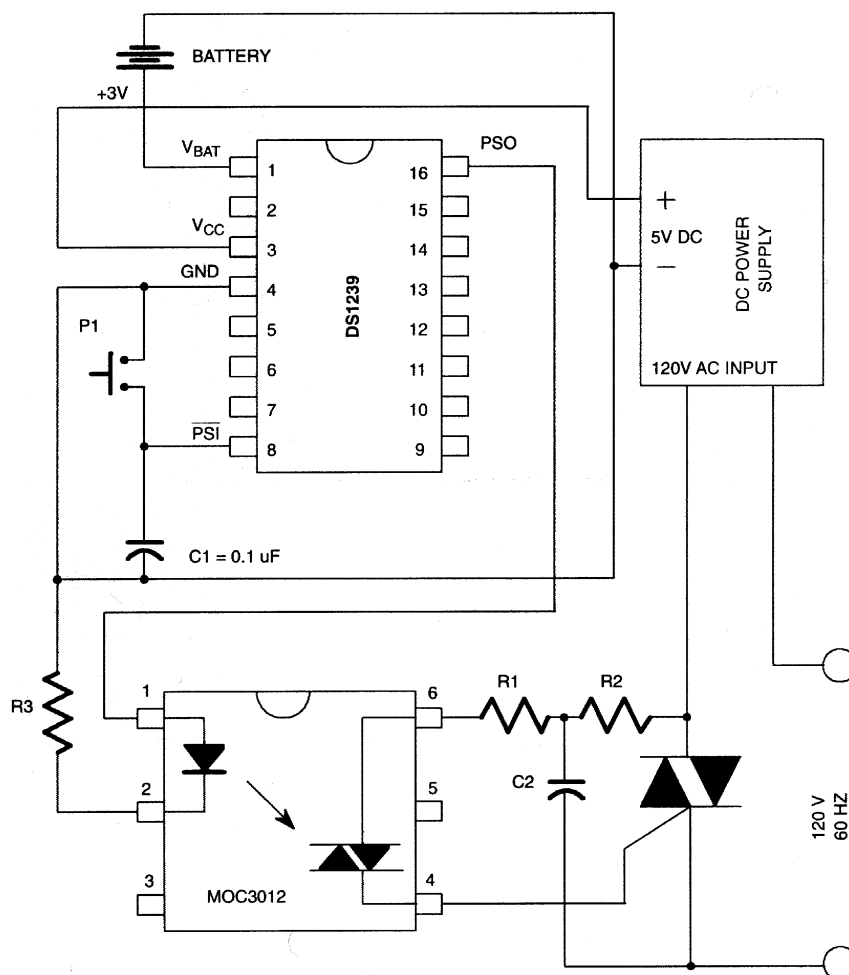 BATTERY
+3V
V_BAT
PSO
1
16
2
15
V_CC
3
14
+
5V DC
−
DC POWER
SUPPLY
GND
4
13
DS1239
P1
5
12
6
11
120V AC INPUT
7
10
PSI
8
9
C1 = 0.1 uF
1
6
R1
R2
R3
2
5
C2
120 V
60 HZ
3
MOC3012
4